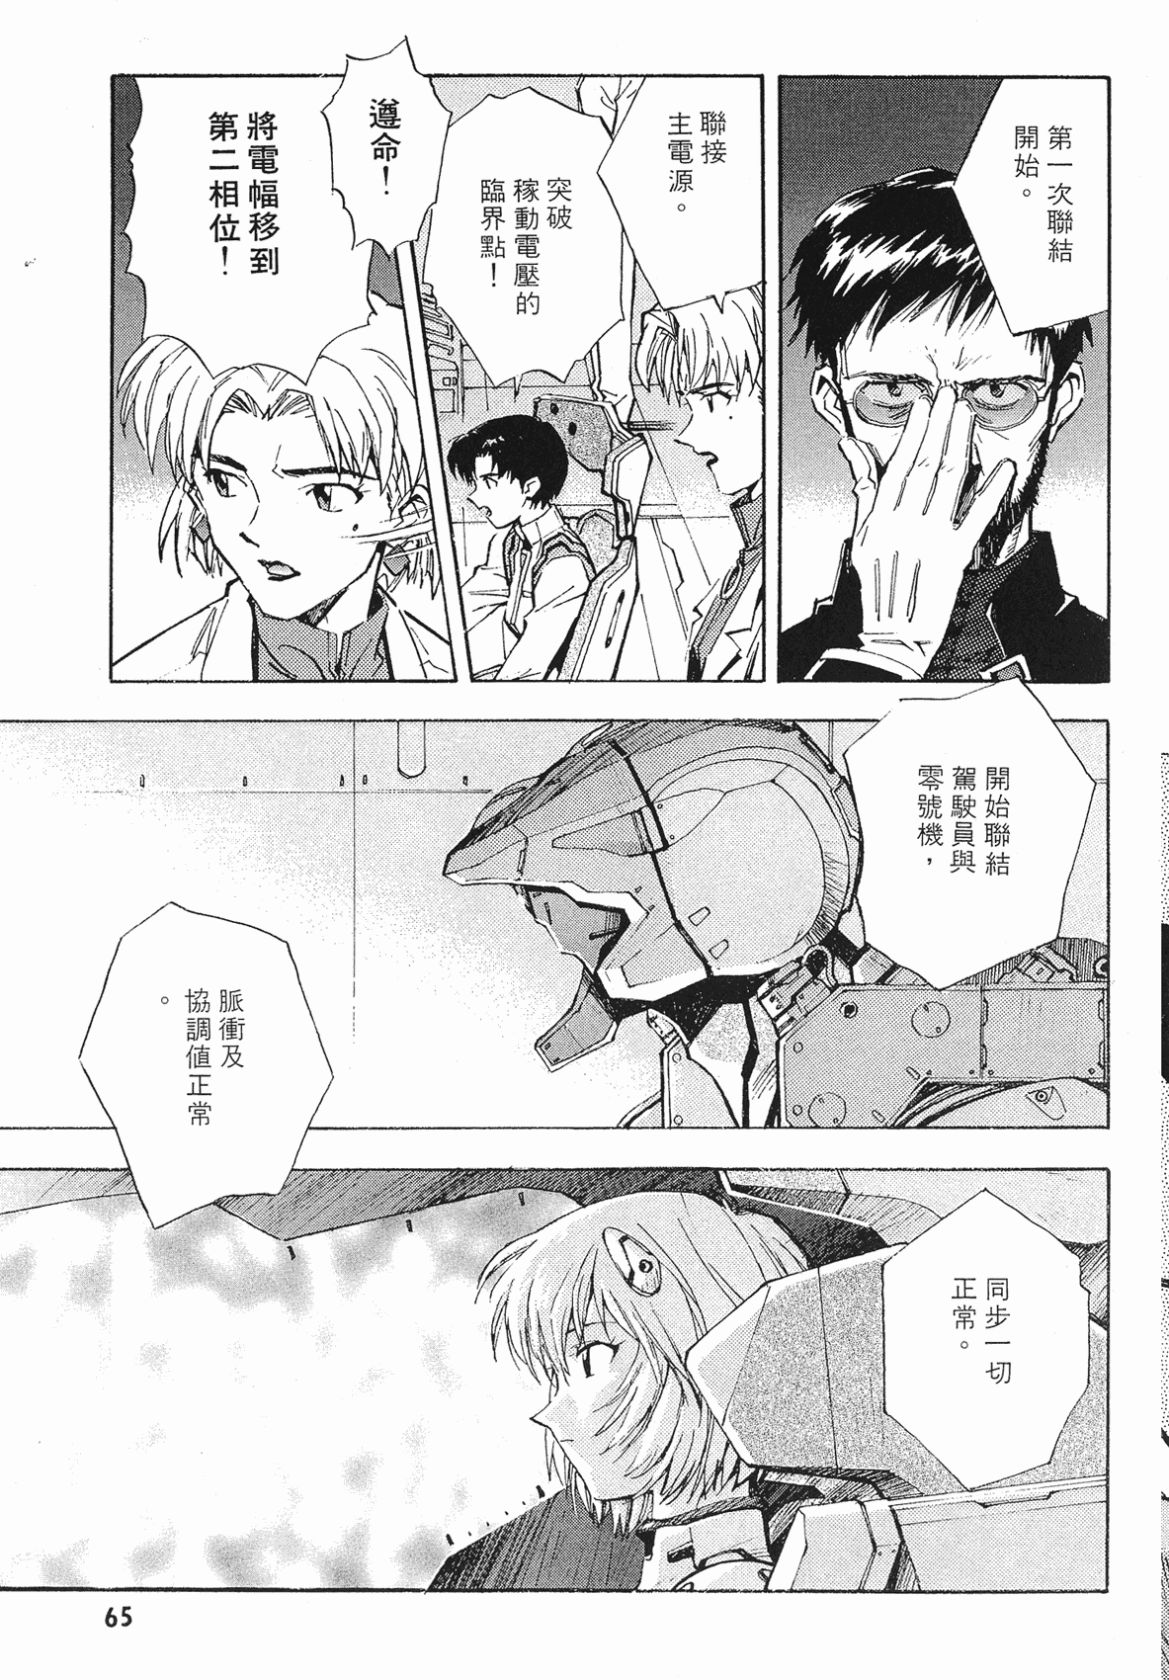 第一次聯結
開始。
聯接
主電源。
突破
稼動電壓的
臨界點！
遵命！
將電幅移到
第二相位！
開始聯結
駕駛員與
零號機，
脈衝及
協調值正常
。
同步一切
正常。
65